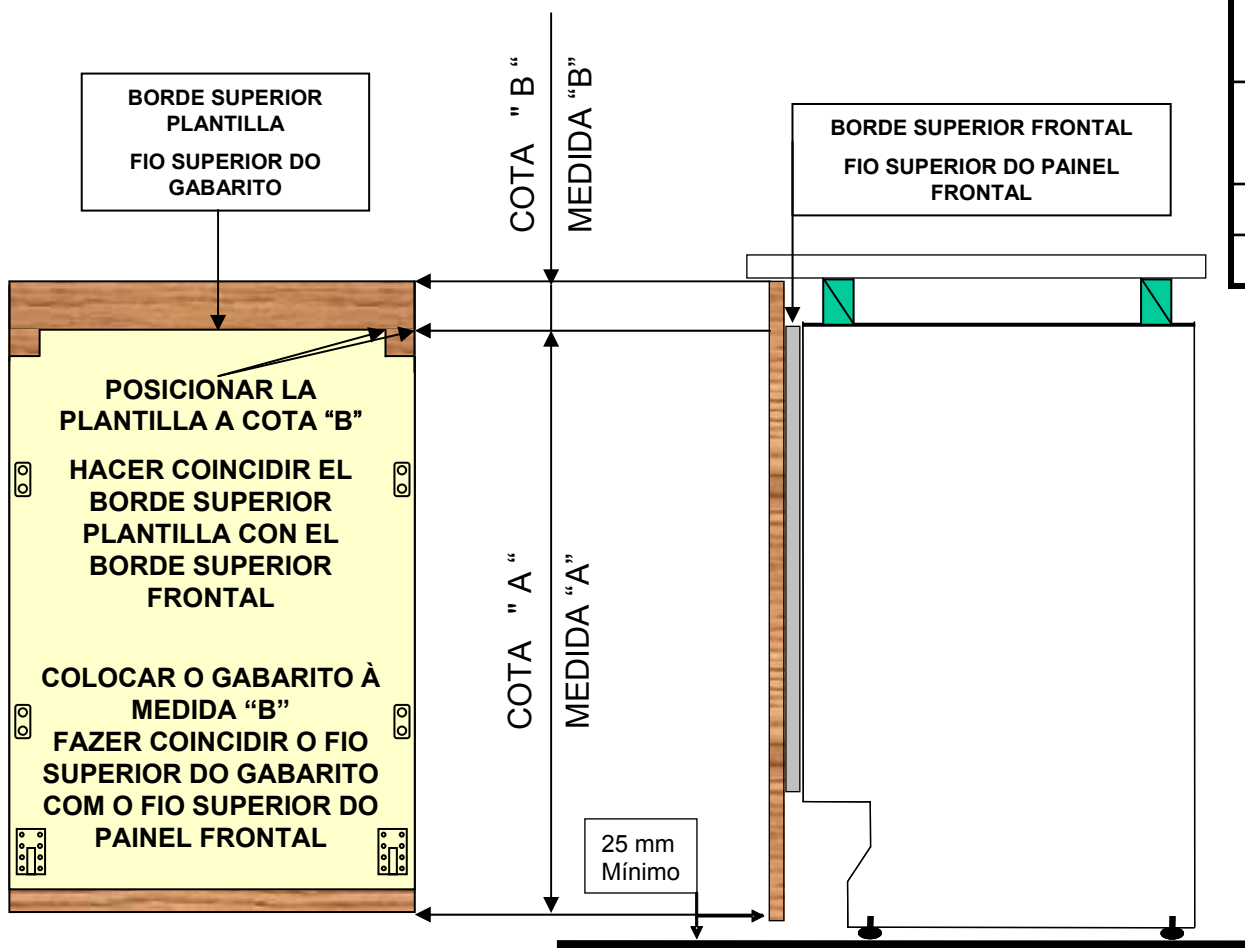 BORDE SUPERIOR
PLANTILLA
FIO SUPERIOR DO
GABARITO
COTA "B“
MEDIDA “B”
BORDE SUPERIOR FRONTAL
FIO SUPERIOR DO PAINEL
FRONTAL
POSICIONAR LA
PLANTILLA A COTA “B”
HACER COINCIDIR EL
BORDE SUPERIOR
PLANTILLA CON EL
BORDE SUPERIOR
FRONTAL
COLOCAR O GABARITO À
MEDIDA “B”
FAZER COINCIDIR O FIO
SUPERIOR DO GABARITO
COM O FIO SUPERIOR DO
PAINEL FRONTAL
COTA "A“
MEDIDA “A”
25 mm
Mínimo